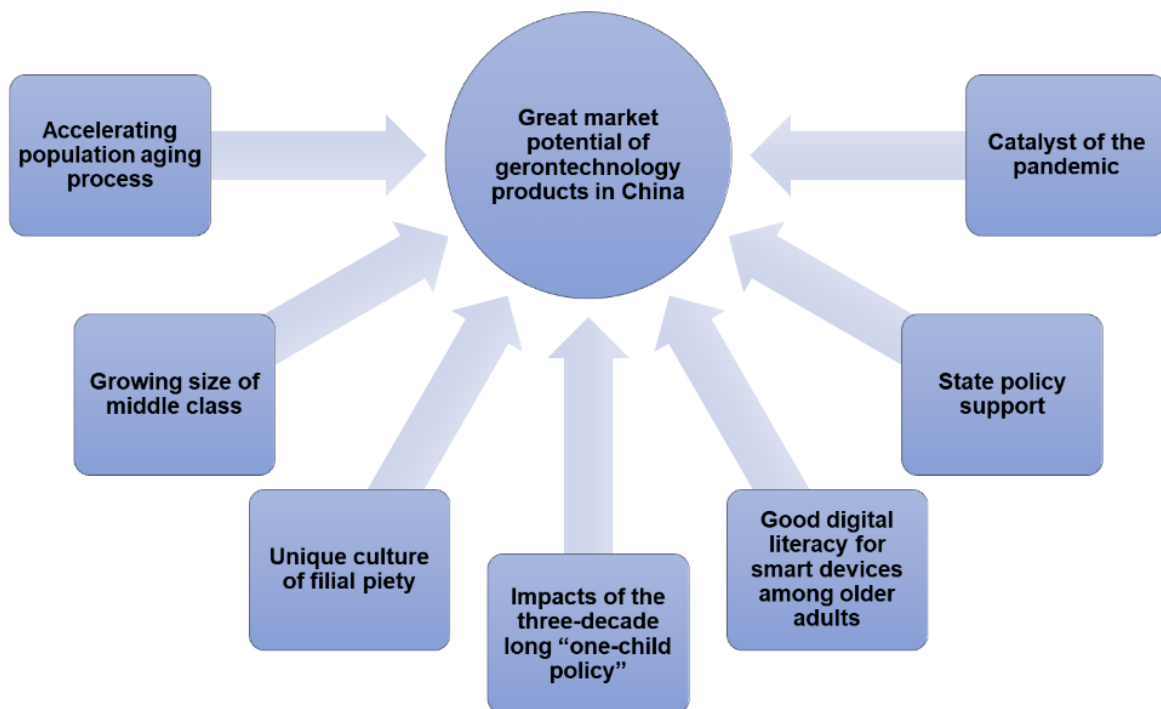 Great market
potential of
gerontechnology
products in China
Accelerating
population aging
process
Growing size of
middle class
Unique culture
of filial piety
Impacts of the
three-decade
long “one-child
policy”
Good digital
literacy for
smart devices
among older
adults
State policy
support
Catalyst of the
pandemic